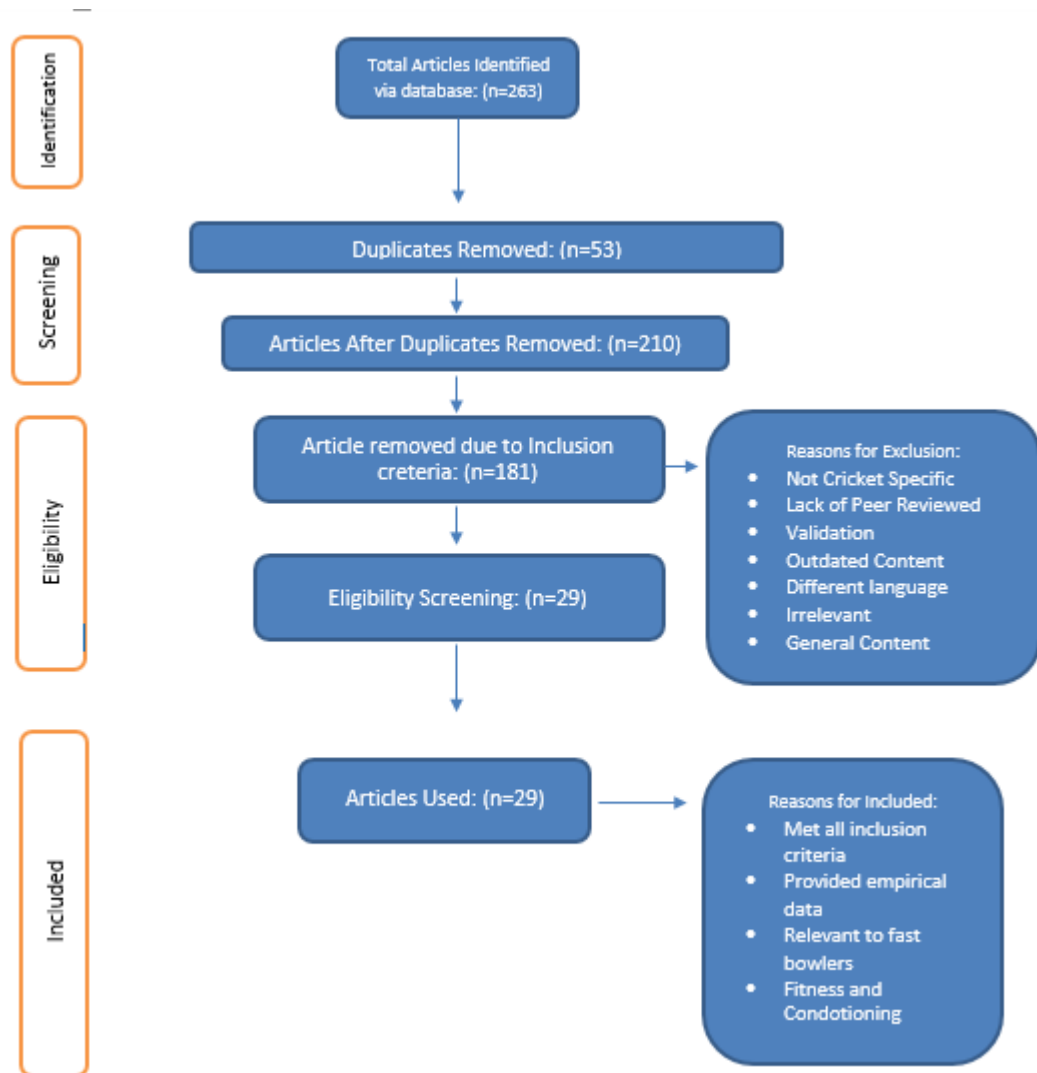 Identification
Total Articles Identified
via database: (n=263)
Screening
Duplicates Removed: (n=53)
Articles After Duplicates Removed: (n=210)
Eligibility
Article removed due to Inclusion
creteria: (n=181)
Reasons for Exclusion:
• Not Cricket Specific
• Lack of Peer Reviewed
• Validation
• Outdated Content
• Different language
• Irrelevant
• General Content
Eligibility Screening: (n=29)
Included
Articles Used: (n=29)
Reasons for Included:
• Met all inclusion
criteria
• Provided empirical
data
• Relevant to fast
bowlers
• Fitness and
Condotioning